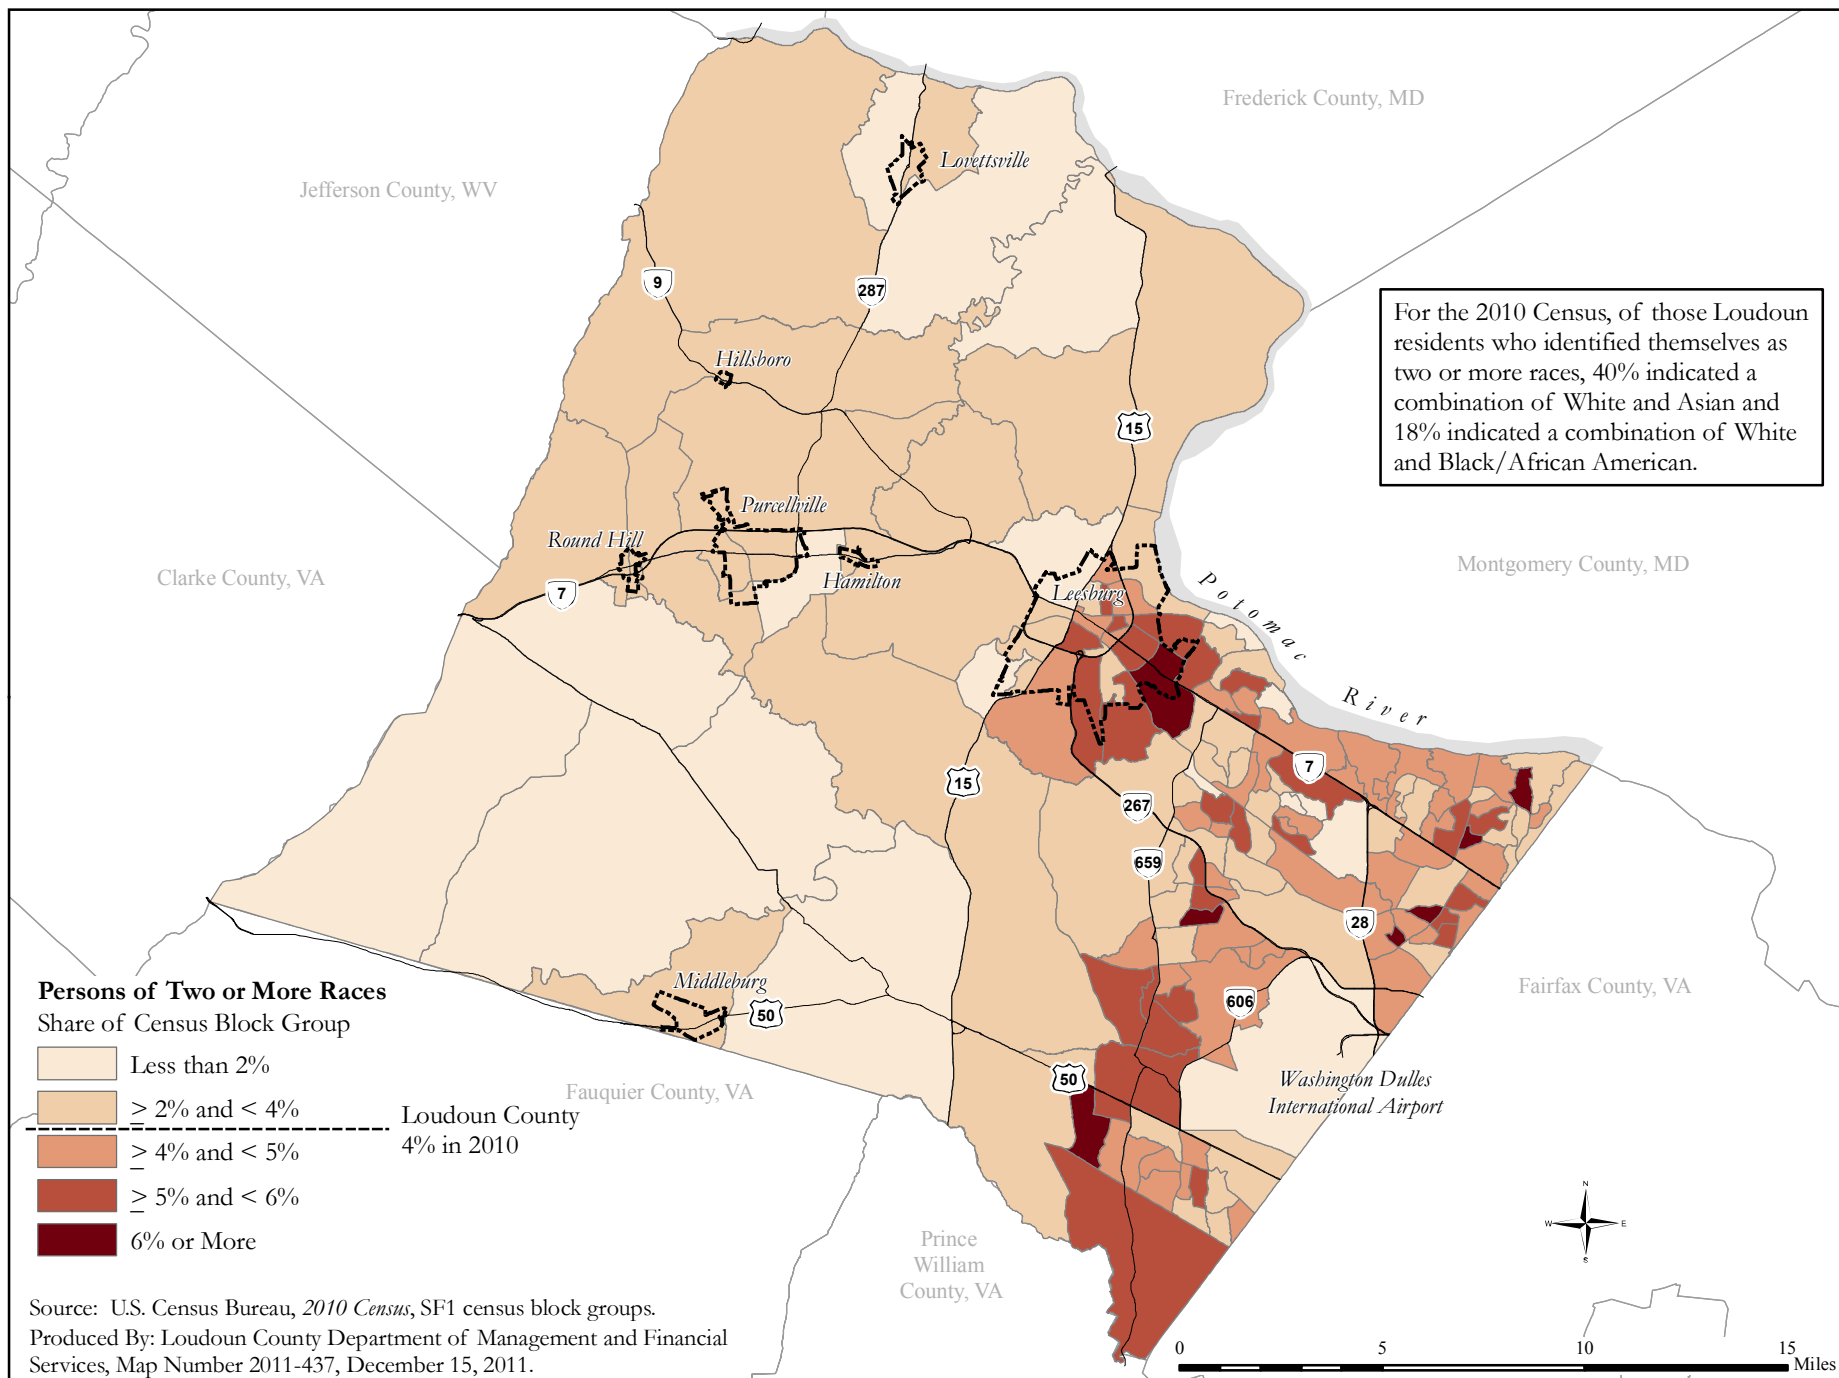 Frederick County, MD
Jefferson County, WV
Lovettsville
9
287
For the 2010 Census, of those Loudoun
residents who identified themselves as
two or more races, 40% indicated a
combination of White and Asian and
18% indicated a combination of White
and Black/African American.
Hillsboro
15
Purcellville
Round Hill
Hamilton
7
Clarke County, VA
Leesburg
Montgomery County, MD
Potomac
River
7
15
267
659
28
Middleburg
50
606
Fairfax County, VA
Persons of Two or More Races
Share of Census Block Group
Less than 2%
≥ 2% and < 4%
Loudoun County
4% in 2010
≥ 4% and < 5%
≥ 5% and < 6%
6% or More
Fauquier County, VA
50
Washington Dulles
International Airport
Prince
William
County, VA
N
W E
S
Source: U.S. Census Bureau, 2010 Census, SF1 census block groups.
Produced By: Loudoun County Department of Management and Financial
Services, Map Number 2011-437, December 15, 2011.
0 5 10 15
Miles